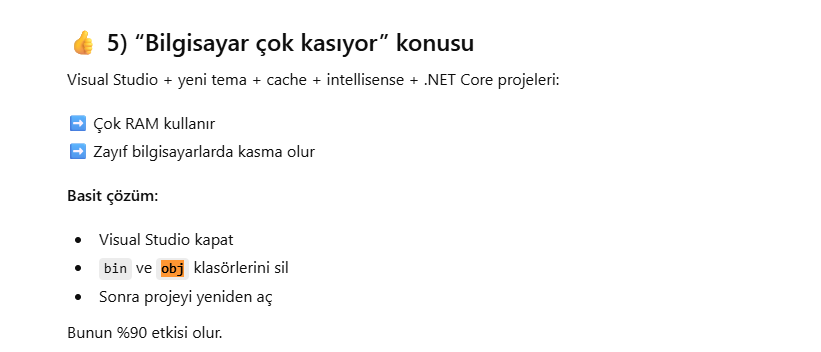 👍 5) “Bilgisayar çok kasıyor” konusu
Visual Studio + yeni tema + cache + intellisense + .NET Core projeleri:
➡️ Çok RAM kullanır
➡️ Zayıf bilgisayarlarda kasma olur
Basit çözüm:
• Visual Studio kapat
• bin ve obj klasörlerini sil
• Sonra projeyi yeniden aç
Bunun %90 etkisi olur.